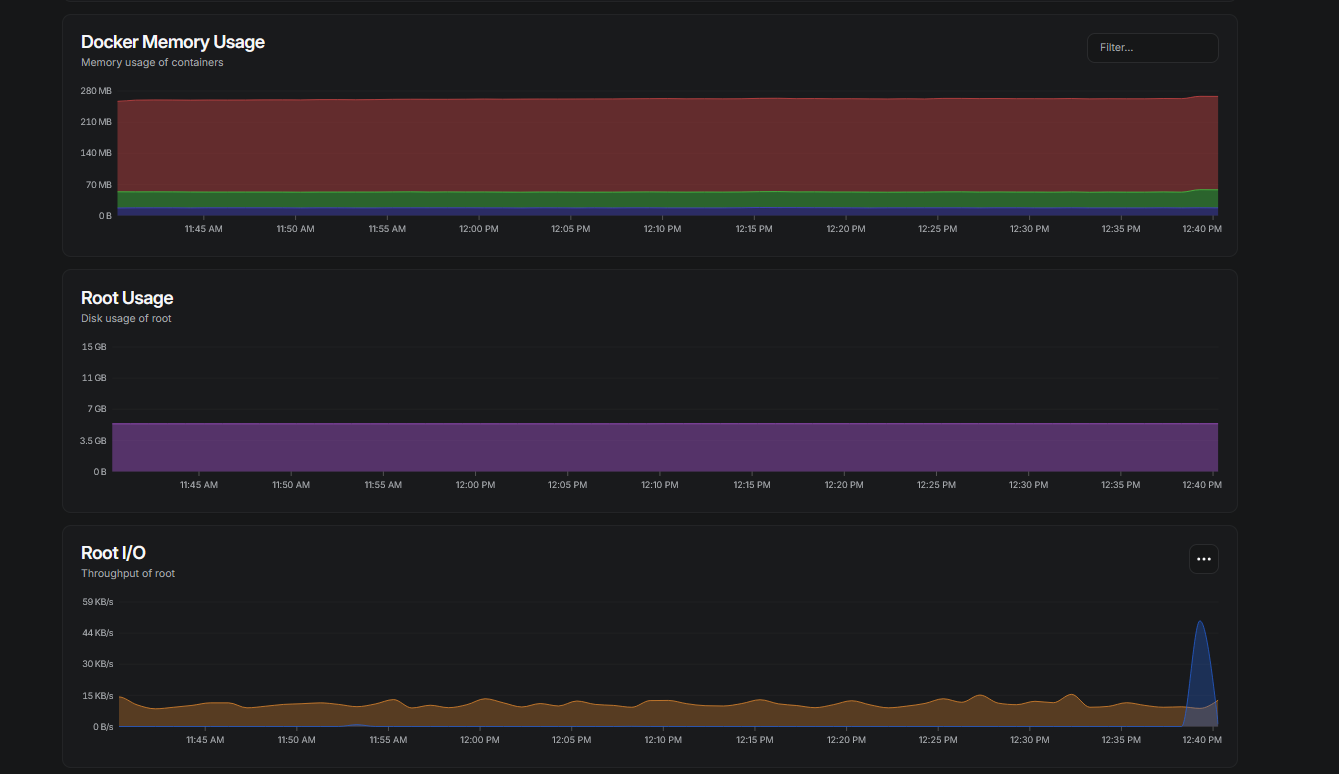 Docker Memory Usage
Memory usage of containers
Filter...
280 MB
210 MB
140 MB
70 MB
0 B
11:45 AM 11:50 AM 11:55 AM 12:00 PM 12:05 PM 12:10 PM 12:15 PM 12:20 PM 12:25 PM 12:30 PM 12:35 PM 12:40 PM
Root Usage
Disk usage of root
15 GB
11 GB
7 GB
3.5 GB
0 B
11:45 AM 11:50 AM 11:55 AM 12:00 PM 12:05 PM 12:10 PM 12:15 PM 12:20 PM 12:25 PM 12:30 PM 12:35 PM 12:40 PM
Root I/O
Throughput of root
59 KB/s
44 KB/s
30 KB/s
15 KB/s
0 B/s
11:45 AM 11:50 AM 11:55 AM 12:00 PM 12:05 PM 12:10 PM 12:15 PM 12:20 PM 12:25 PM 12:30 PM 12:35 PM 12:40 PM